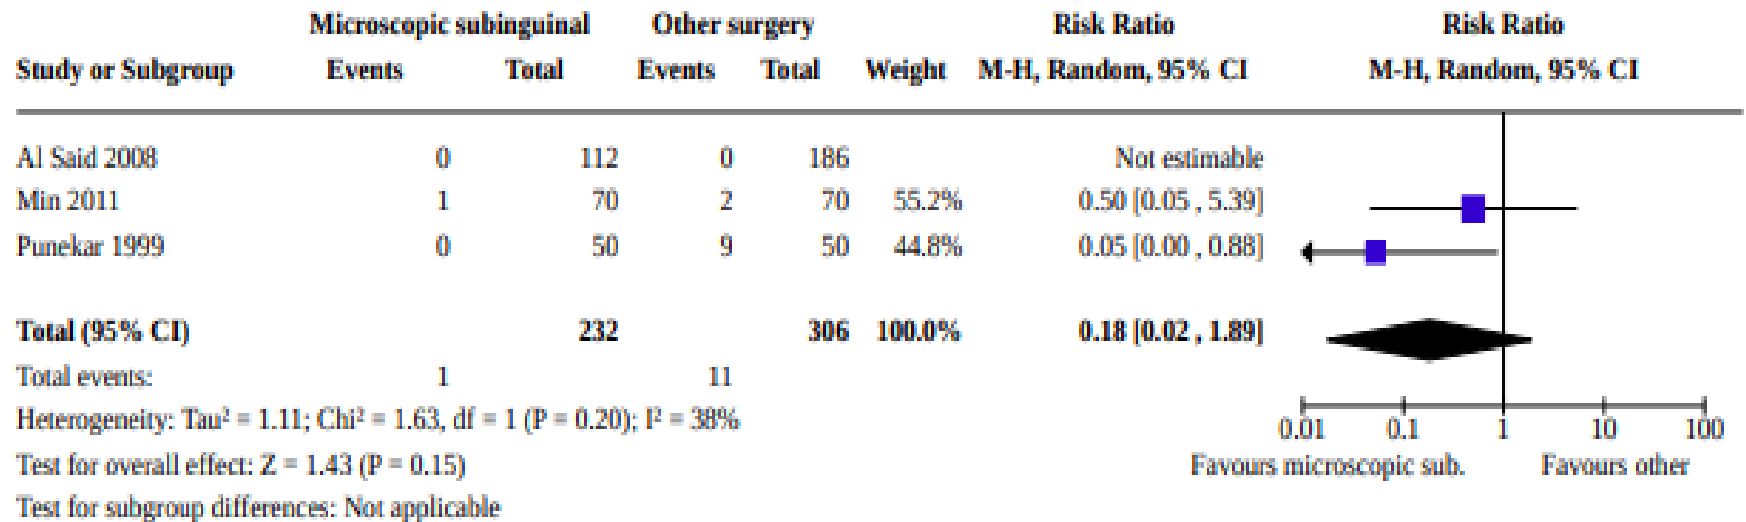 Microscopic subinguinal Other surgery Risk Ratio Risk Ratio
Study or Subgroup Events Total Events Total Weight M-H, Random, 95% CI M-H, Random, 95% CI
Al Said 2008 0 112 0 186 Not estimable
Min 2011 1 70 2 70 55.2% 0.50 [0.05 , 5.39]
Punekar 1999 0 50 9 50 44.8% 0.05 [0.00 , 0.88]
Total (95% CI) 232 306 100.0% 0.18 [0.02 , 1.89]
Total events: 1 11
Heterogeneity: Tau² = 1.11; Chi² = 1.63, df = 1 (P = 0.20); I² = 38%
0.01 0.1 1 10 100
Test for overall effect: Z = 1.43 (P = 0.15) Favours microscopic sub. Favours other
Test for subgroup differences: Not applicable